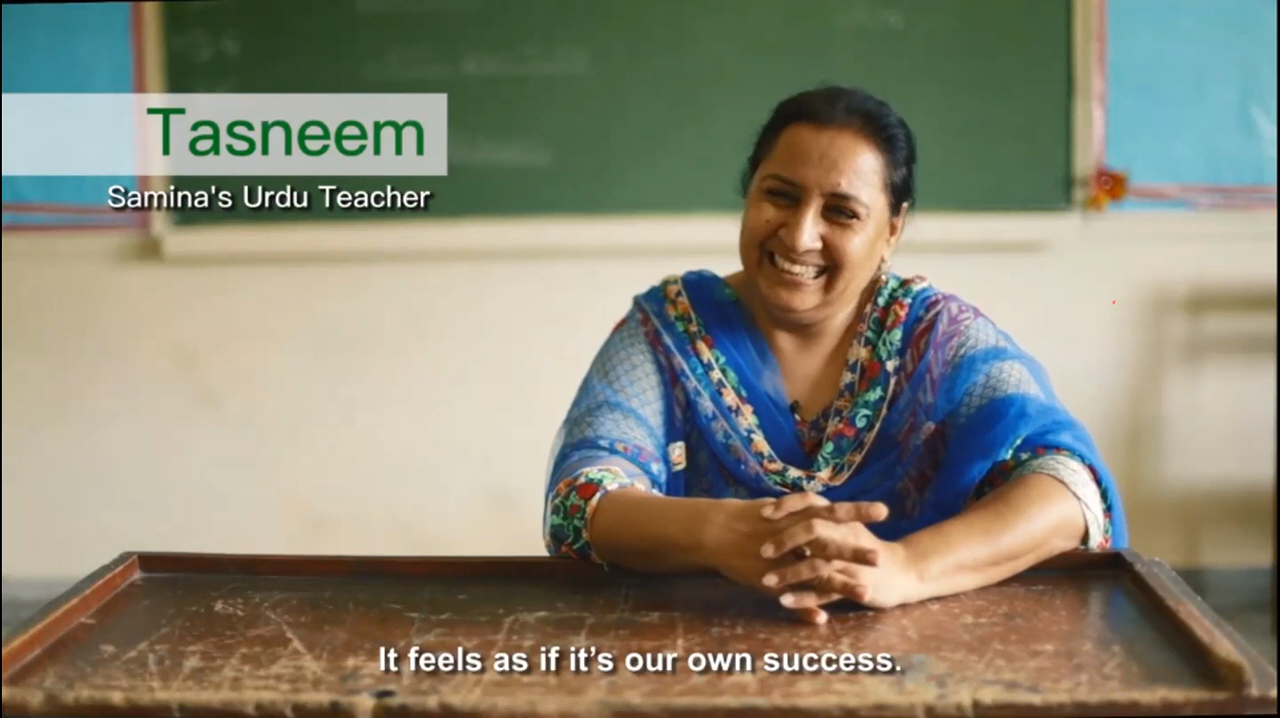 Tasneem
Samina's Urdu Teacher
It feels as if it’s our own success.